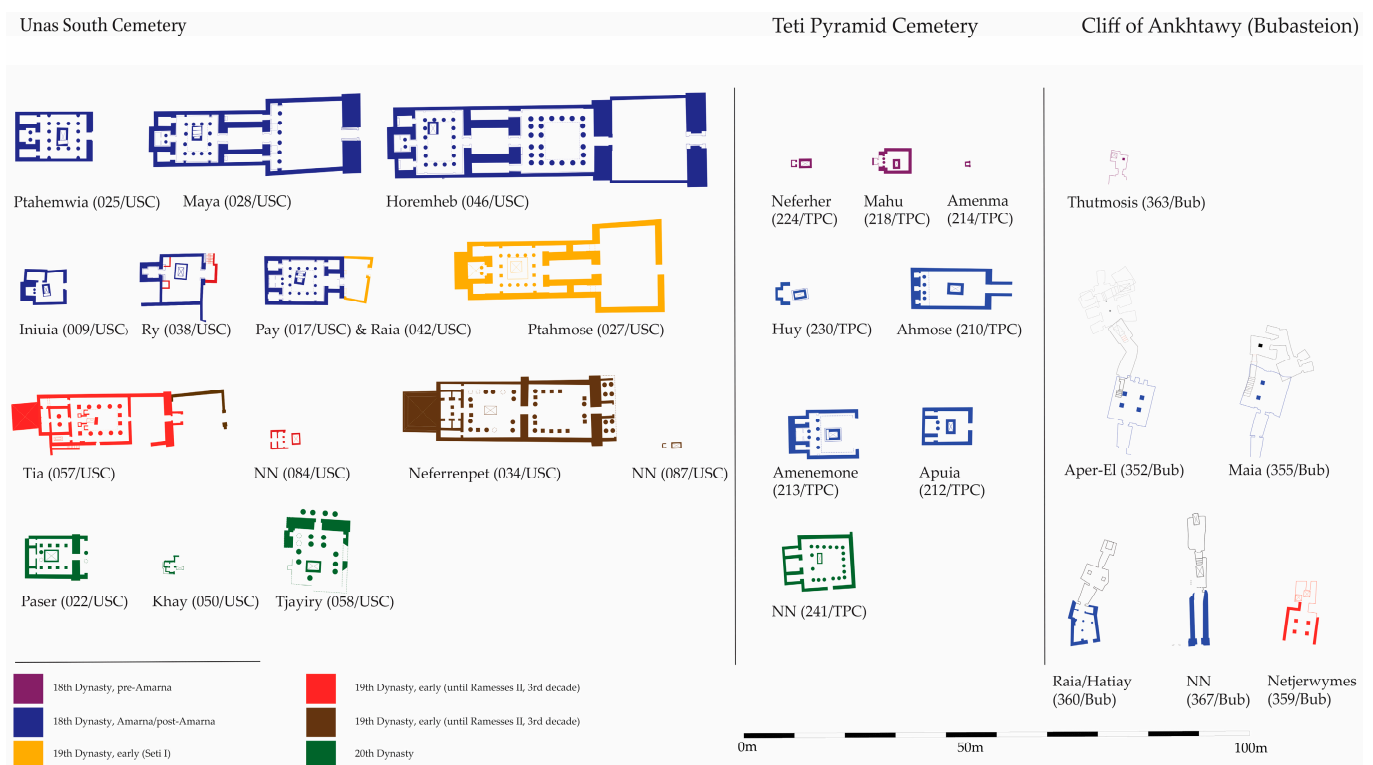 Unas South Cemetery
Teti Pyramid Cemetery
Cliff of Ankhtawy (Bubasteion)
Ptahemwia (025/USC)
Maya (028/USC)
Horemheb (046/USC)
Neferher
(224/TPC)
Mahu
(218/TPC)
Amenma
(214/TPC)
Thutmosis (363/Bub)
Iniuia (009/USC)
Ry (038/USC)
Pay (017/USC) & Raia (042/USC)
Ptahmose (027/USC)
Huy (230/TPC)
Ahmose (210/TPC)
Tia (057/USC)
NN (084/USC)
Neferrenpet (034/USC)
NN (087/USC)
Amenemone
(213/TPC)
Apuia
(212/TPC)
Aper-El (352/Bub)
Maia (355/Bub)
Paser (022/USC)
Khay (050/USC)
Tjayiry (058/USC)
NN (241/TPC)
Raia/Hatiay
(360/Bub)
NN
(367/Bub)
Netjerwymes
(359/Bub)
18th Dynasty, pre-Amarna
18th Dynasty, Amarna/post-Amarna
19th Dynasty, early (Seti I)
19th Dynasty, early (until Ramesses II, 3rd decade)
19th Dynasty, early (until Ramesses II, 3rd decade)
20th Dynasty
0m
50m
100m